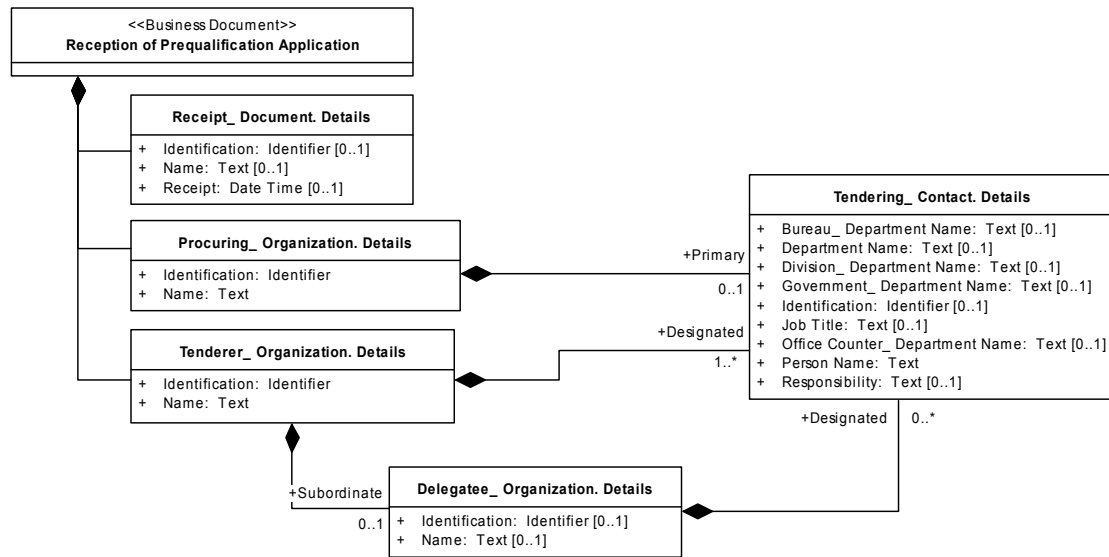 <<Business Document>>
Reception of Prequalification Application
Receipt_ Document. Details
+ Identification: Identifier [0..1]
+ Name: Text [0..1]
+ Receipt: Date Time [0..1]
Procuring_ Organization. Details
+ Identification: Identifier
+ Name: Text
+Primary
0..1
Tendering_ Contact. Details
+ Bureau_ Department Name: Text [0..1]
+ Department Name: Text [0..1]
+ Division_ Department Name: Text [0..1]
+ Government_ Department Name: Text [0..1]
+ Identification: Identifier [0..1]
+ Job Title: Text [0..1]
+ Office Counter_ Department Name: Text [0..1]
+ Person Name: Text
+ Responsibility: Text [0..1]
Tenderer_ Organization. Details
+ Identification: Identifier
+ Name: Text
+Designated
1..*
+Designated
0..*
+Subordinate
0..1
Delegatee_ Organization. Details
+ Identification: Identifier [0..1]
+ Name: Text [0..1]